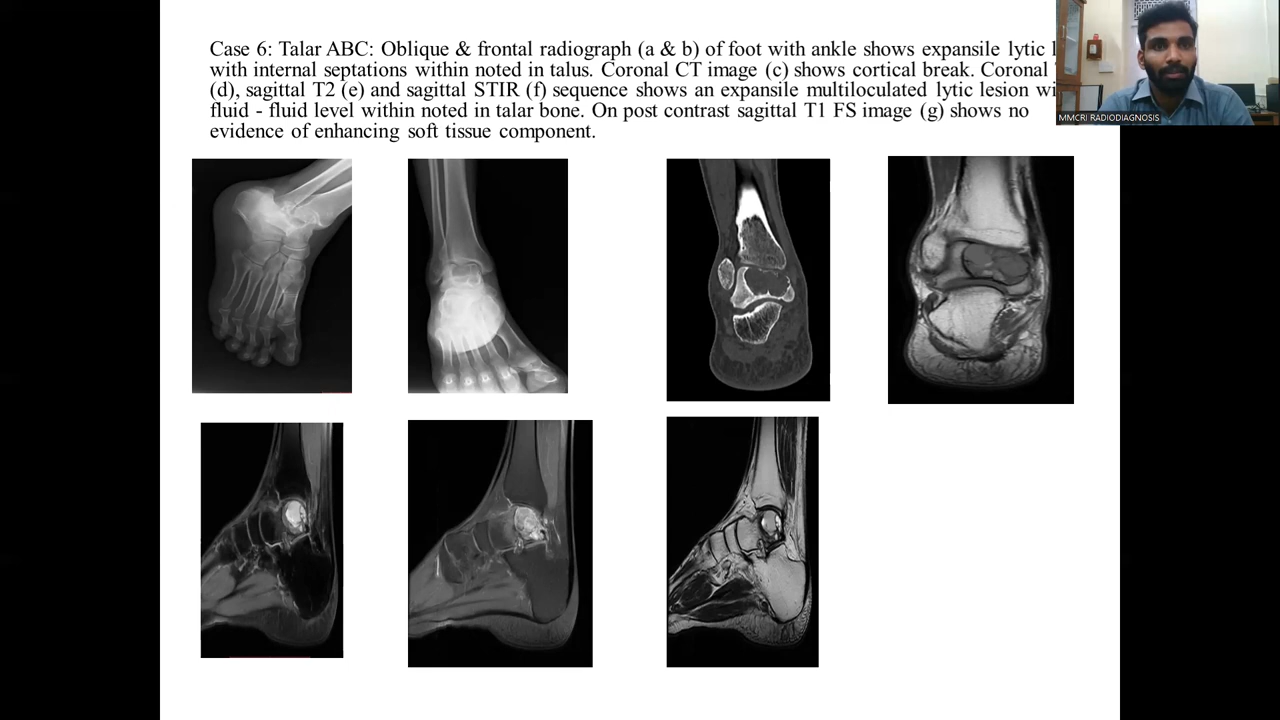 Case 6: Talar ABC: Oblique & frontal radiograph (a & b) of foot with ankle shows expansile lytic
with internal septations within noted in talus. Coronal CT image (c) shows cortical break. Coronal
(d), sagittal T2 (e) and sagittal STIR (f) sequence shows an expansile multiloculated lytic lesion
fluid - fluid level within noted in talar bone. On post contrast sagittal T1 FS image (g) shows no
evidence of enhancing soft tissue component.
MMCRI RADIODIAGNOSIS